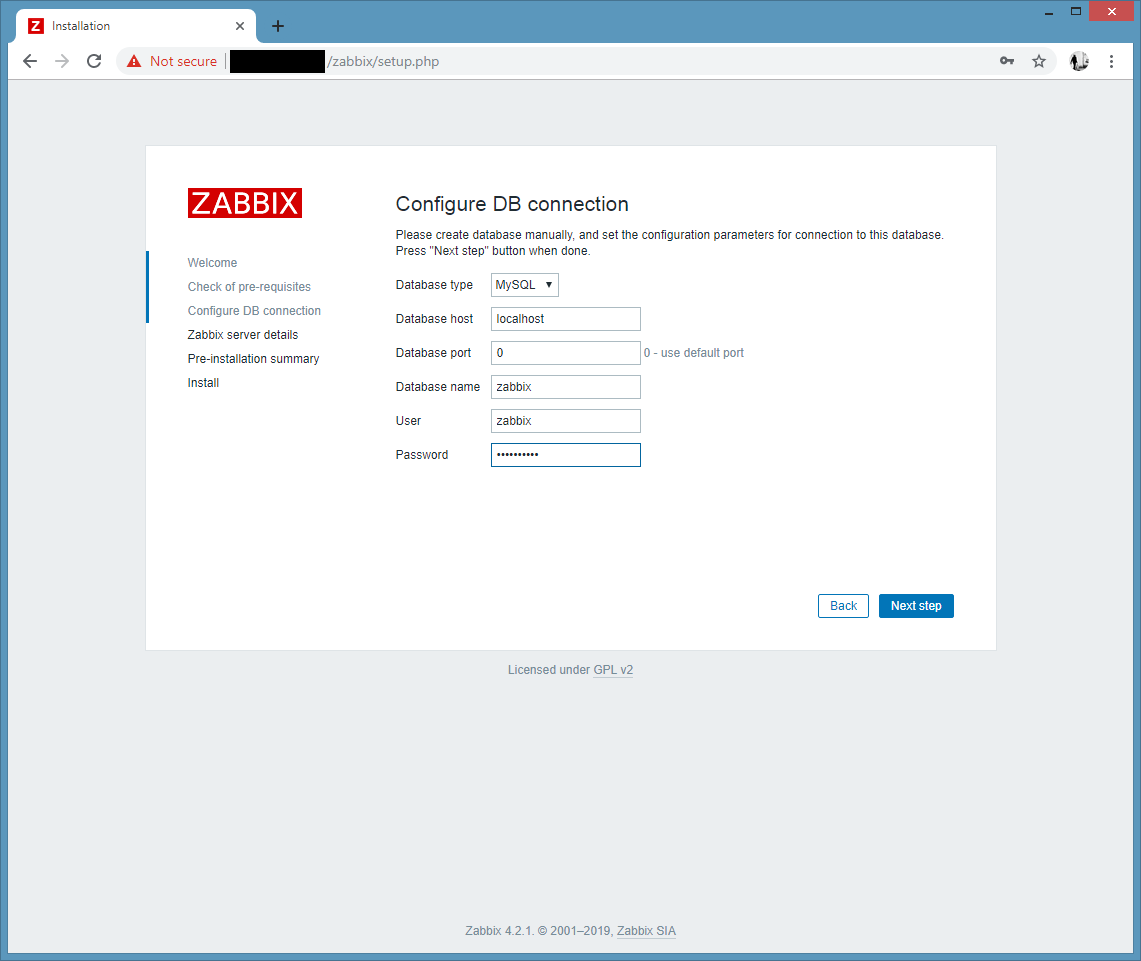 Installation
Not secure
/zabbix/setup.php
ZABBIX
Welcome
Check of pre-requisites
Configure DB connection
Zabbix server details
Pre-installation summary
Install
Configure DB connection
Please create database manually, and set the configuration parameters for connection to this database.
Press "Next step" button when done.
Database type MySQL
Database host localhost
Database port 0 0 - use default port
Database name zabbix
User zabbix
Password ••••••••••
Back Next step
Licensed under GPL v2
Zabbix 4.2.1. © 2001–2019, Zabbix SIA